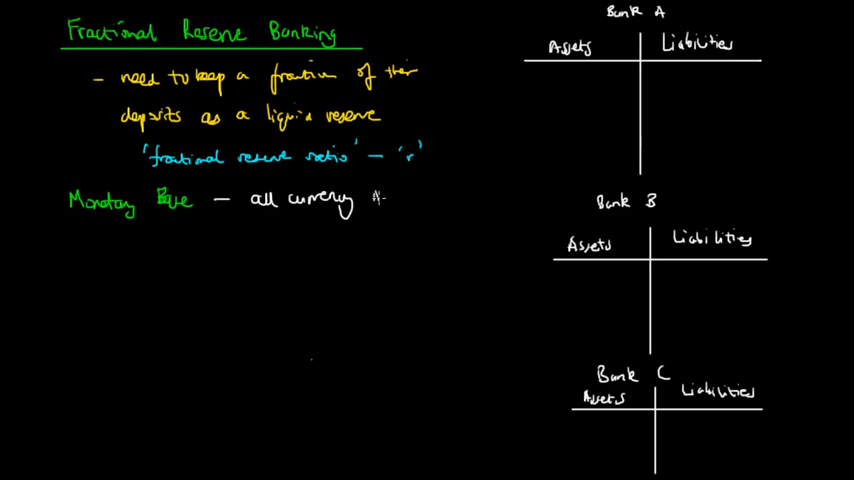 Fractional Reserve Banking
- need to keep a fraction of their
deposits as a liquid reserve
'fractional reserve ratio' - 'r'
Monetary Base - all currency
Bank A
Assets Liabilities
Bank B
Assets Liabilities
Bank C
Assets Liabilities